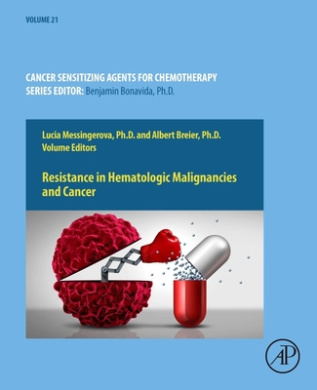 VOLUME 21
CANCER SENSITIZING AGENTS FOR CHEMOTHERAPY
SERIES EDITOR: Benjamin Bonavida, Ph.D.
Lucia Messingerova, Ph.D. and Albert Breier, Ph.D.
Volume Editors
Resistance in Hematologic Malignancies
and Cancer
AP